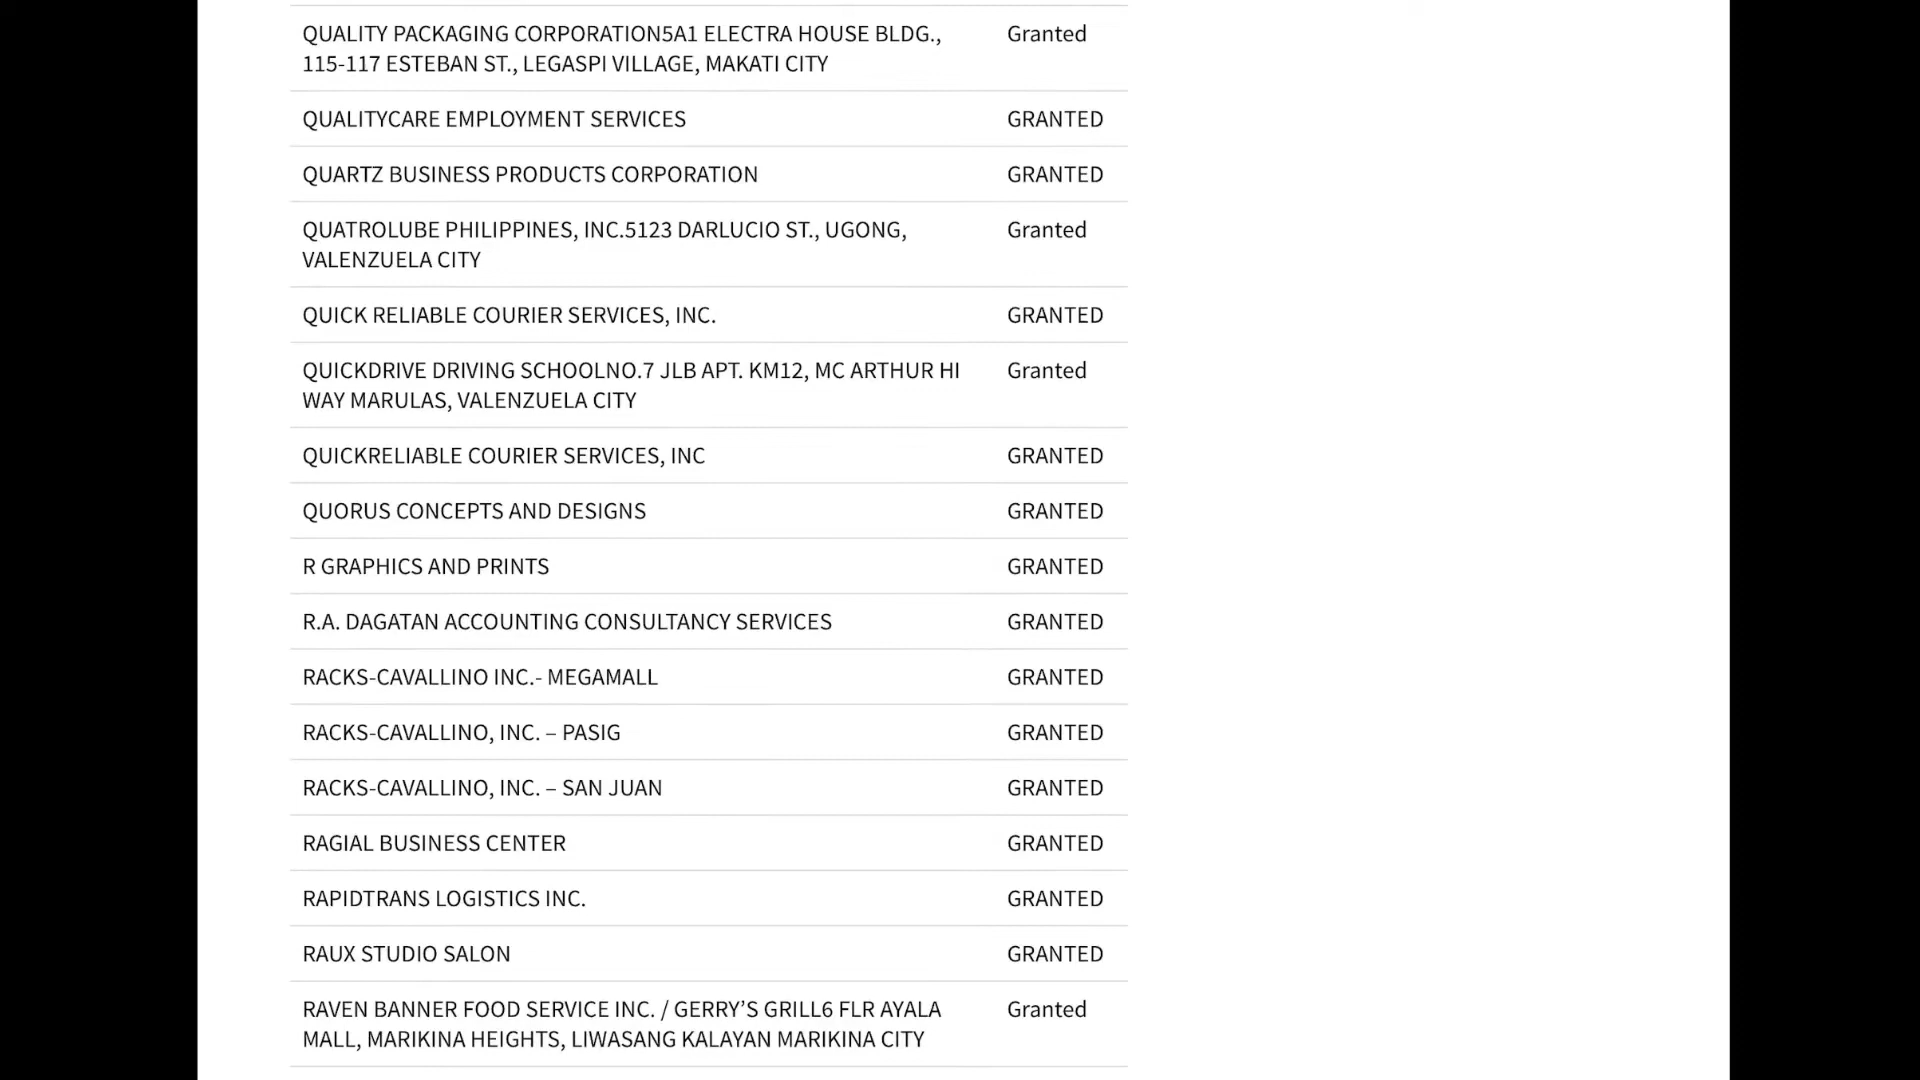 QUALITY PACKAGING CORPORATION5A1 ELECTRA HOUSE BLDG., Granted
115-117 ESTEBAN ST., LEGASPI VILLAGE, MAKATI CITY
QUALITYCARE EMPLOYMENT SERVICES GRANTED
QUARTZ BUSINESS PRODUCTS CORPORATION GRANTED
QUATROLUBE PHILIPPINES, INC.5123 DARLUCIO ST., UGONG, Granted
VALENZUELA CITY
QUICK RELIABLE COURIER SERVICES, INC. GRANTED
QUICKDRIVE DRIVING SCHOOLNO.7 JLB APT. KM12, MC ARTHUR HI Granted
WAY MARULAS, VALENZUELA CITY
QUICKRELIABLE COURIER SERVICES, INC GRANTED
QUORUS CONCEPTS AND DESIGNS GRANTED
R GRAPHICS AND PRINTS GRANTED
R.A. DAGATAN ACCOUNTING CONSULTANCY SERVICES GRANTED
RACKS-CAVALLINO INC.- MEGAMALL GRANTED
RACKS-CAVALLINO, INC. – PASIG GRANTED
RACKS-CAVALLINO, INC. – SAN JUAN GRANTED
RAGIAL BUSINESS CENTER GRANTED
RAPIDTRANS LOGISTICS INC. GRANTED
RAUX STUDIO SALON GRANTED
RAVEN BANNER FOOD SERVICE INC. / GERRY’S GRILL6 FLR AYALA Granted
MALL, MARIKINA HEIGHTS, LIWASANG KALAYAN MARIKINA CITY